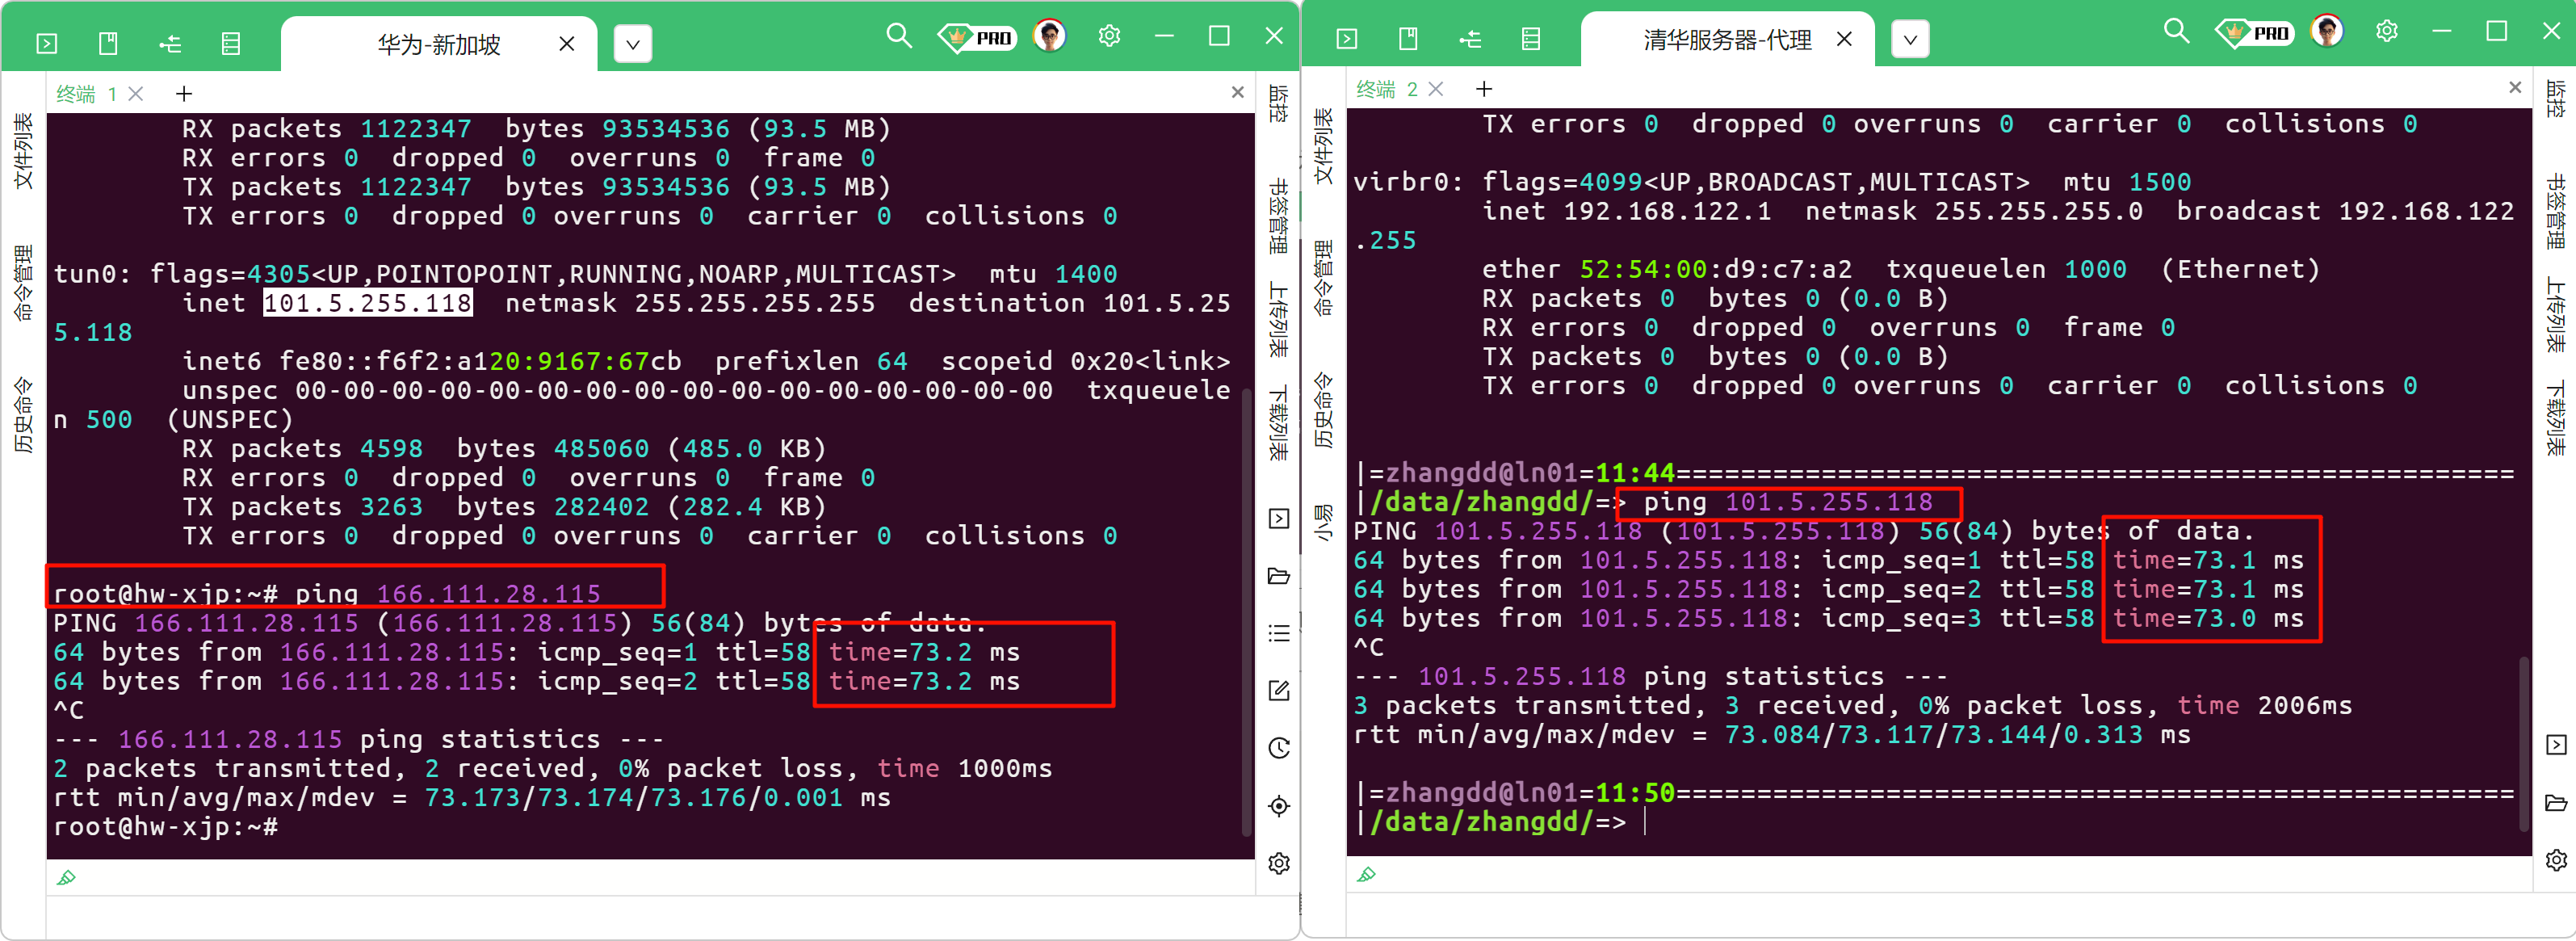 华为-新加坡
PRO
终端 1
文件列表
命令管理
历史命令
RX packets 1122347  bytes 93534536 (93.5 MB)
RX errors 0  dropped 0  overruns 0  frame 0
TX packets 1122347  bytes 93534536 (93.5 MB)
TX errors 0  dropped 0 overruns 0  carrier 0  collisions 0
tun0: flags=4305<UP,POINTOPOINT,RUNNING,NOARP,MULTICAST>  mtu 1400
inet 101.5.255.118  netmask 255.255.255.255  destination 101.5.25
5.118
inet6 fe80::f6f2:a120:9167:67cb  prefixlen 64  scopeid 0x20<link>
unspec 00-00-00-00-00-00-00-00-00-00-00-00-00-00-00-00  txqueuele
n 500  (UNSPEC)
RX packets 4598  bytes 485060 (485.0 KB)
RX errors 0  dropped 0  overruns 0  frame 0
TX packets 3263  bytes 282402 (282.4 KB)
TX errors 0  dropped 0 overruns 0  carrier 0  collisions 0
root@hw-xjp:~# ping 166.111.28.115
PING 166.111.28.115 (166.111.28.115) 56(84) bytes of data.
64 bytes from 166.111.28.115: icmp_seq=1 ttl=58 time=73.2 ms
64 bytes from 166.111.28.115: icmp_seq=2 ttl=58 time=73.2 ms
^C
--- 166.111.28.115 ping statistics ---
2 packets transmitted, 2 received, 0% packet loss, time 1000ms
rtt min/avg/max/mdev = 73.173/73.174/73.176/0.001 ms
root@hw-xjp:~#
监控
书签管理
上传列表
下载列表
清华服务器-代理
PRO
终端 2
文件列表
命令管理
历史命令
小易
TX errors 0  dropped 0 overruns 0  carrier 0  collisions 0
virbr0: flags=4099<UP,BROADCAST,MULTICAST>  mtu 1500
inet 192.168.122.1  netmask 255.255.255.0  broadcast 192.168.122
.255
ether 52:54:00:d9:c7:a2  txqueuelen 1000  (Ethernet)
RX packets 0  bytes 0 (0.0 B)
RX errors 0  dropped 0  overruns 0  frame 0
TX packets 0  bytes 0 (0.0 B)
TX errors 0  dropped 0 overruns 0  carrier 0  collisions 0
|=zhangdd@ln01=11:44====================================================
|/data/zhangdd/=> ping 101.5.255.118
PING 101.5.255.118 (101.5.255.118) 56(84) bytes of data.
64 bytes from 101.5.255.118: icmp_seq=1 ttl=58 time=73.1 ms
64 bytes from 101.5.255.118: icmp_seq=2 ttl=58 time=73.1 ms
64 bytes from 101.5.255.118: icmp_seq=3 ttl=58 time=73.0 ms
^C
--- 101.5.255.118 ping statistics ---
3 packets transmitted, 3 received, 0% packet loss, time 2006ms
rtt min/avg/max/mdev = 73.084/73.117/73.144/0.313 ms
|=zhangdd@ln01=11:50====================================================
|/data/zhangdd/=>
监控
书签管理
上传列表
下载列表